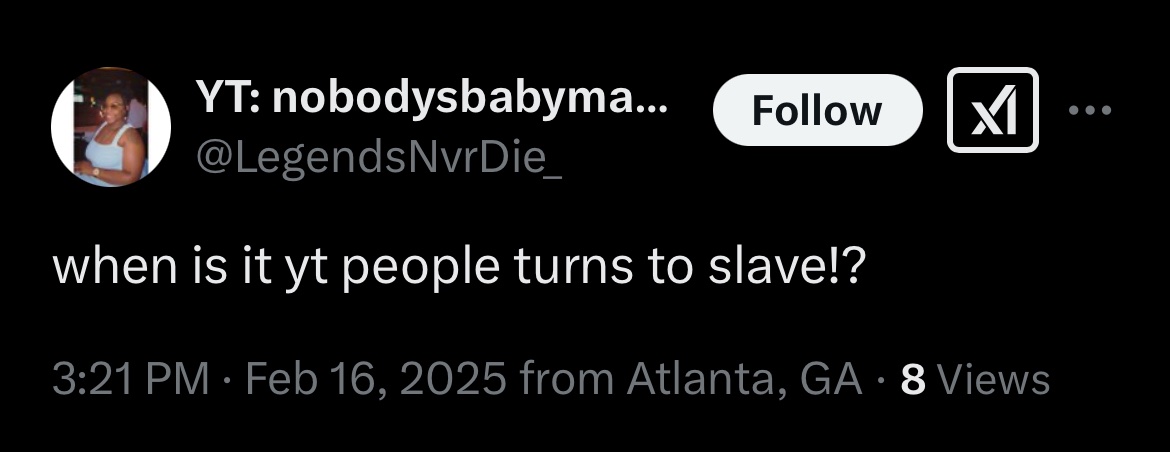 YT: nobodysbabyma...
Follow
@LegendsNvrDie_
when is it yt people turns to slave!?
3:21 PM · Feb 16, 2025 from Atlanta, GA · 8 Views